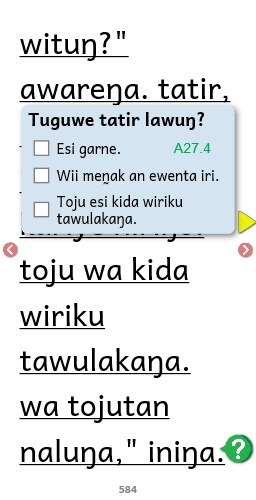 wituŋ?"
awareŋa. tatir,
Tuguwe tatir lawuŋ?
Esi garne. A27.4
Wii meṉak an ewenta iri.
Toju esi kida wiriku
tawulakaŋa.
toju wa kida
wiriku
tawulakaŋa.
wa tojutan
naluŋa," iniŋa.
?
584